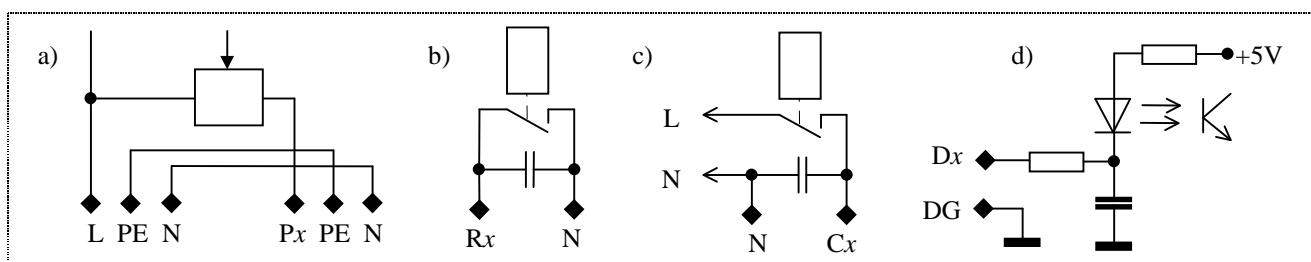 a)
L PE N Px PE N
b)
Rx N
c)
L
N
N Cx
d)
+5V
Dx
DG